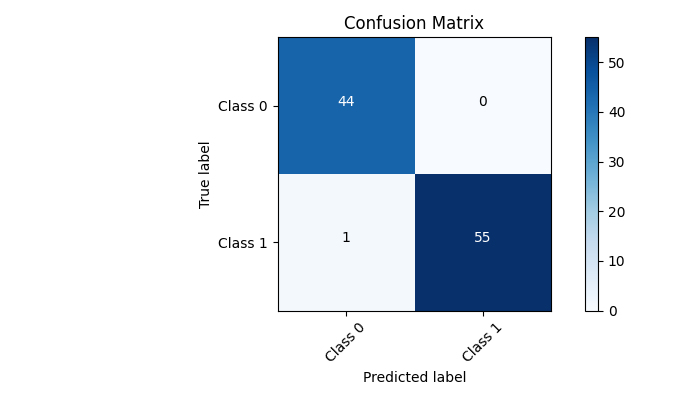 Confusion Matrix
True label
Class 0
44
0
Class 1
1
55
Class 0
Class 1
Predicted label
50
40
30
20
10
0